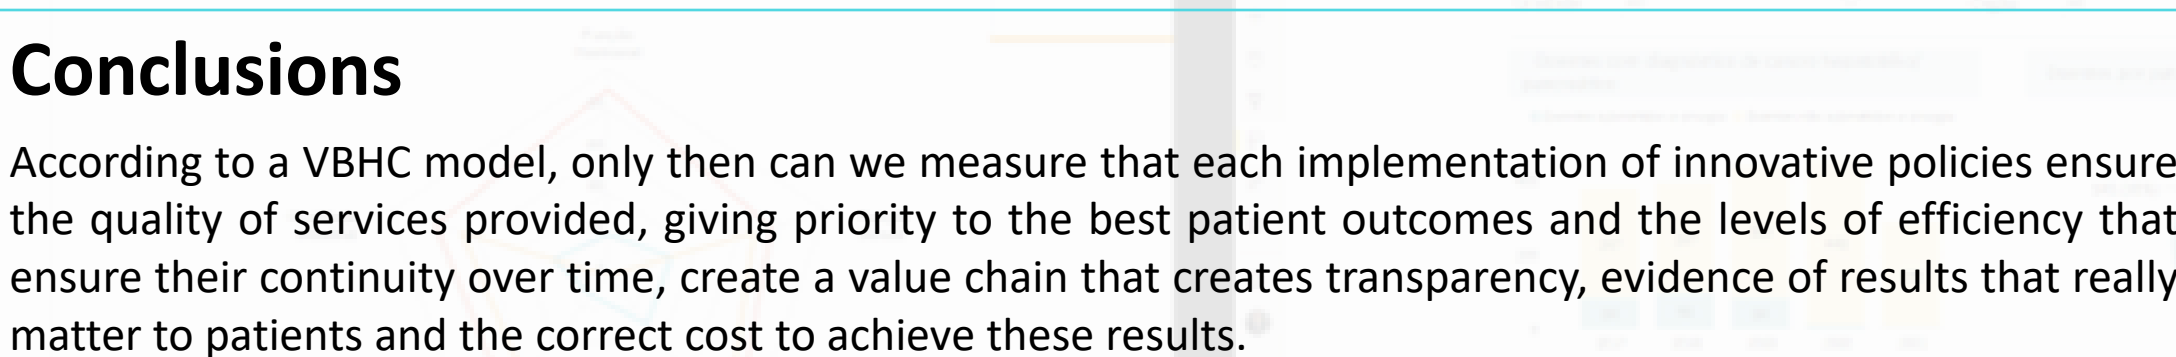 Conclusions
According to a VBHC model, only then can we measure that each implementation of innovative policies ensure
the quality of services provided, giving priority to the best patient outcomes and the levels of efficiency that
ensure their continuity over time, create a value chain that creates transparency, evidence of results that really
matter to patients and the correct cost to achieve these results.